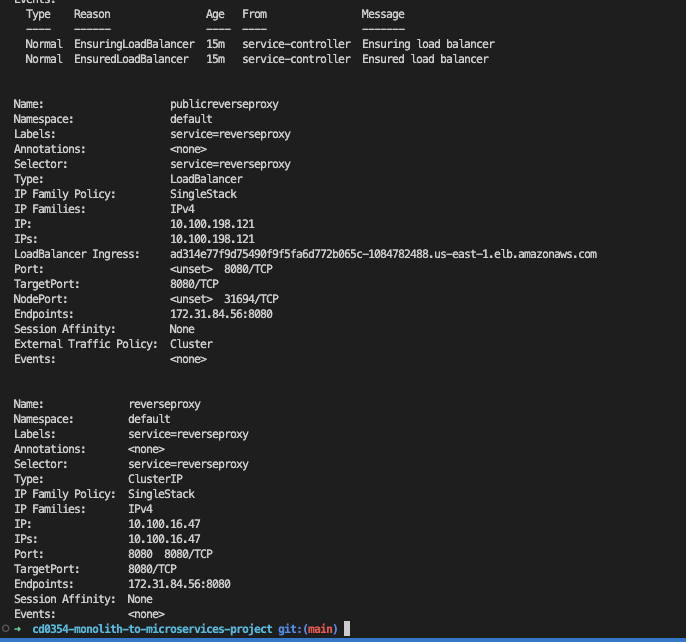 Events:
Type Reason Age From Message
---- ------ ---- ---- -------
Normal EnsuringLoadBalancer 15m service-controller Ensuring load balancer
Normal EnsuredLoadBalancer 15m service-controller Ensured load balancer
Name: publicreverseproxy
Namespace: default
Labels: service=reverseproxy
Annotations: <none>
Selector: service=reverseproxy
Type: LoadBalancer
IP Family Policy: SingleStack
IP Families: IPv4
IP: 10.100.198.121
IPs: 10.100.198.121
LoadBalancer Ingress: ad314e77f9d75490f9f5fa6d772b065c-1084782488.us-east-1.elb.amazonaws.com
Port: <unset> 8080/TCP
TargetPort: 8080/TCP
NodePort: <unset> 31694/TCP
Endpoints: 172.31.84.56:8080
Session Affinity: None
External Traffic Policy: Cluster
Events: <none>
Name: reverseproxy
Namespace: default
Labels: service=reverseproxy
Annotations: <none>
Selector: service=reverseproxy
Type: ClusterIP
IP Family Policy: SingleStack
IP Families: IPv4
IP: 10.100.16.47
IPs: 10.100.16.47
Port: 8080 8080/TCP
TargetPort: 8080/TCP
Endpoints: 172.31.84.56:8080
Session Affinity: None
Events: <none>
➜ cd0354-monolith-to-microservices-project git:(main)